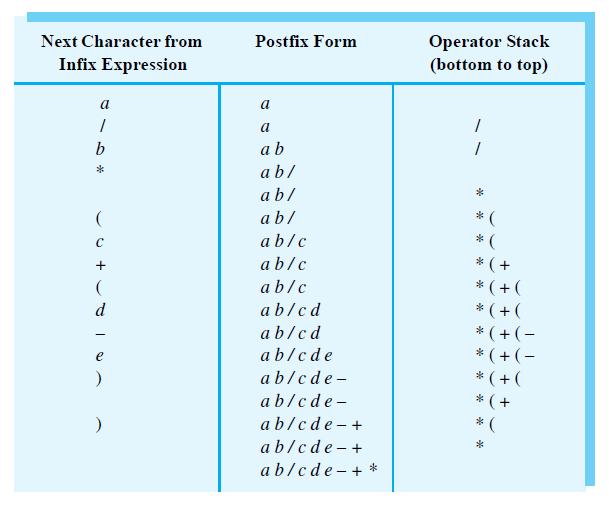 Next Character from Infix Expression | Postfix Form | Operator Stack (bottom to top)
a | a |
/ | a | /
b | a b | /
* | a b / |
 | a b / | *
( | a b / | * (
c | a b / c | * (
+ | a b / c | * ( +
( | a b / c | * ( + (
d | a b / c d | * ( + (
– | a b / c d | * ( + ( –
e | a b / c d e | * ( + ( –
) | a b / c d e – | * ( + (
 | a b / c d e – | * ( +
) | a b / c d e – + | * (
 | a b / c d e – + | *
 | a b / c d e – + * |